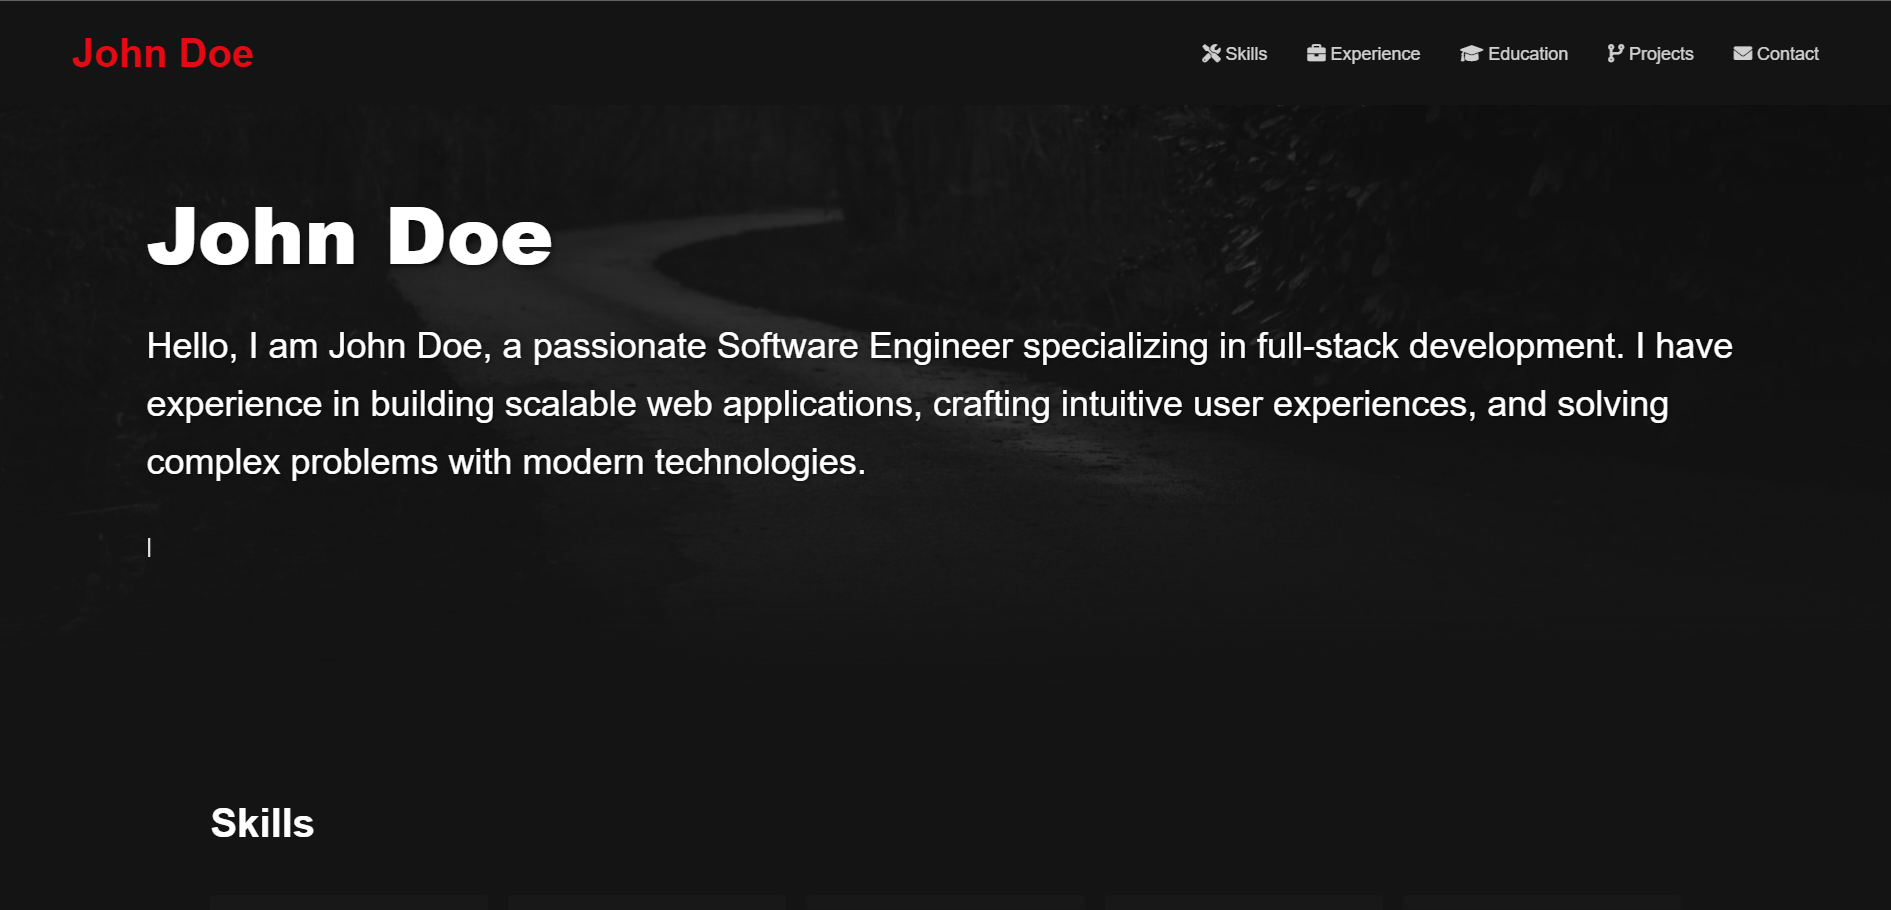 John Doe
Skills
Experience
Education
Projects
Contact
John Doe
Hello, I am John Doe, a passionate Software Engineer specializing in full-stack development. I have
experience in building scalable web applications, crafting intuitive user experiences, and solving
complex problems with modern technologies.
|
Skills